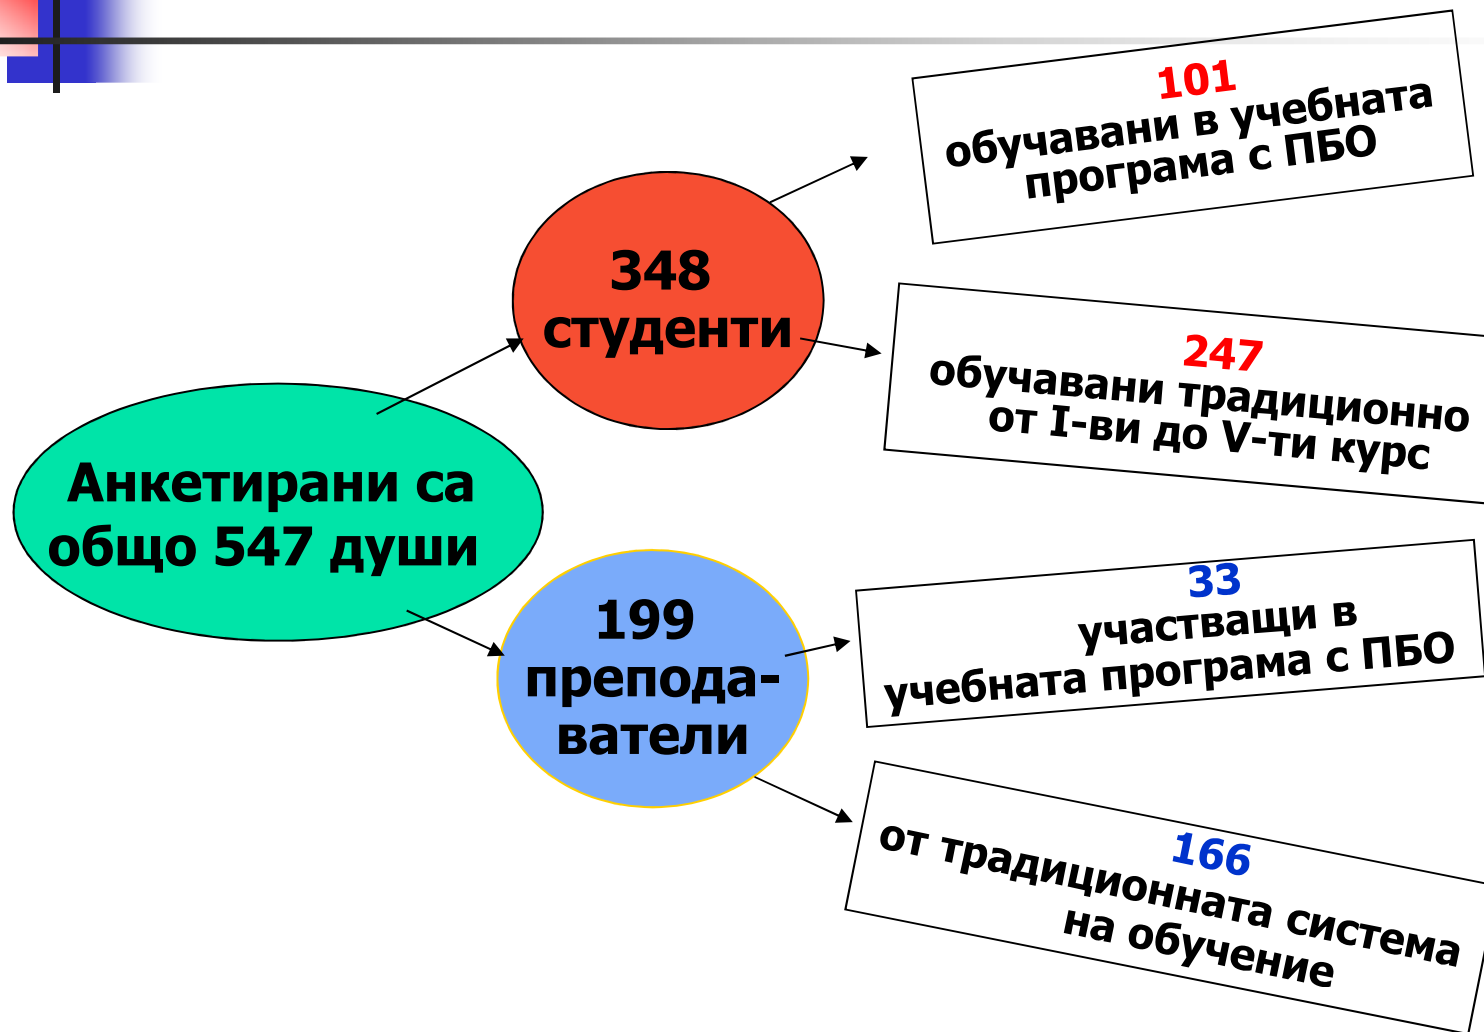 Анкетирани са
общо 547 души
348
студенти
101
обучавани в учебната
програма с ПБО
247
обучавани традиционно
от I-ви до V-ти курс
199
препода-
ватели
33
участващи в
учебната програма с ПБО
166
от традиционната система
на обучение